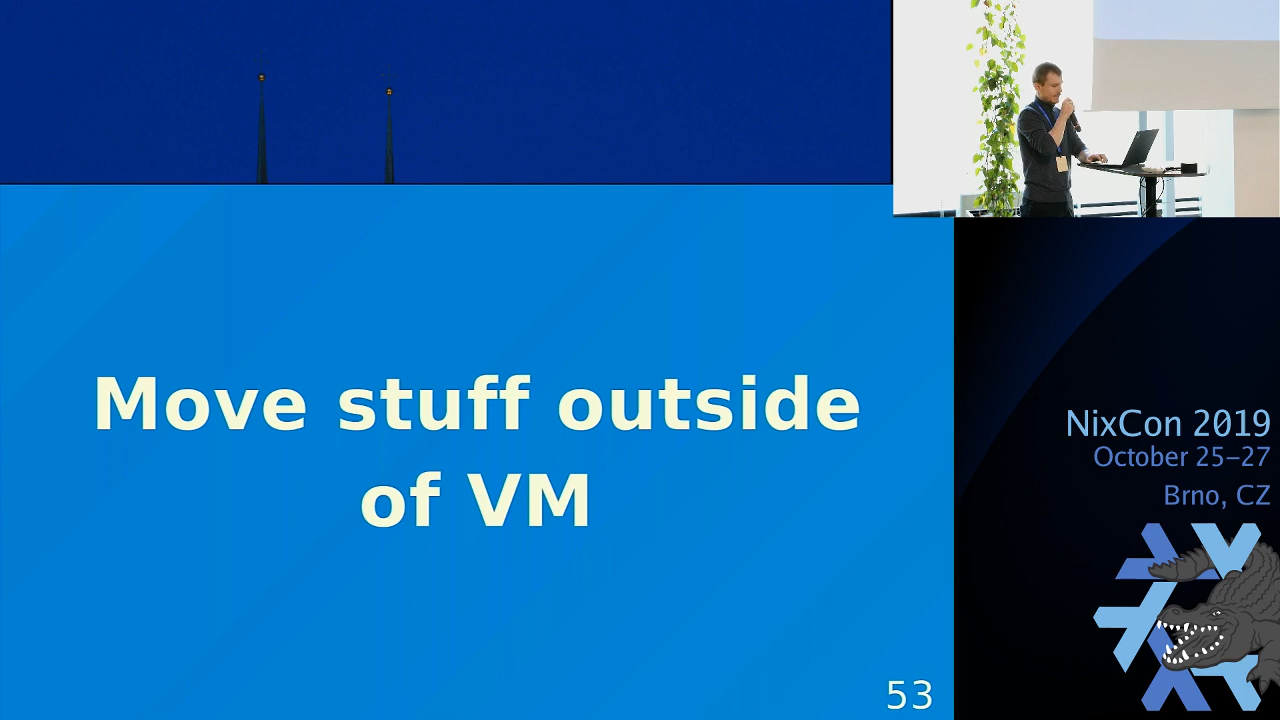 Move stuff outside
of VM
53
NixCon 2019
October 25–27
Brno, CZ